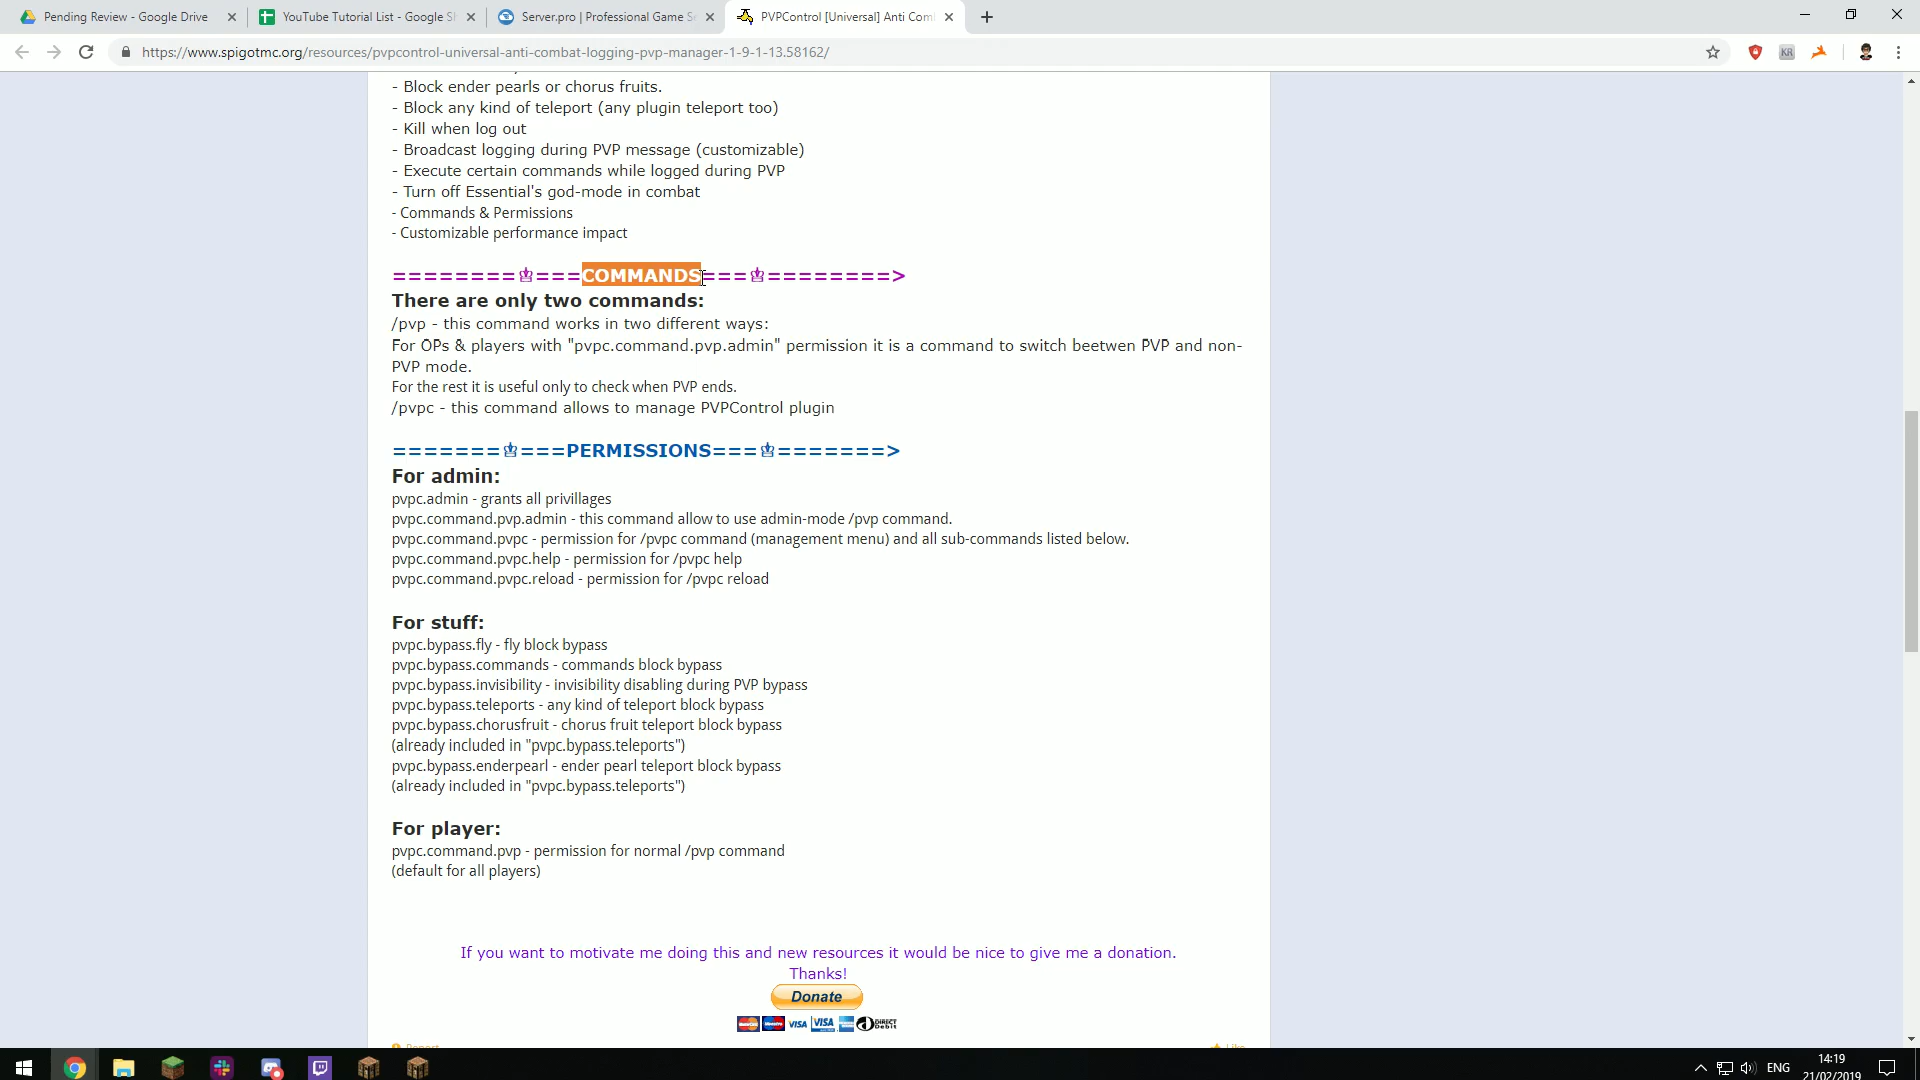 Pending Review - Google Drive
YouTube Tutorial List - Google S
Server.pro | Professional Game S
PVPControl [Universal] Anti Com
https://www.spigotmc.org/resources/pvpcontrol-universal-anti-combat-logging-pvp-manager-1-9-1-13.58162/
KR
- Block ender pearls or chorus fruits.
- Block any kind of teleport (any plugin teleport too)
- Kill when log out
- Broadcast logging during PVP message (customizable)
- Execute certain commands while logged during PVP
- Turn off Essential's god-mode in combat
- Commands & Permissions
- Customizable performance impact
========♔===COMMANDS===♔========>
There are only two commands:
/pvp - this command works in two different ways:
For OPs & players with "pvpc.command.pvp.admin" permission it is a command to switch beetwen PVP and non-
PVP mode.
For the rest it is useful only to check when PVP ends.
/pvpc - this command allows to manage PVPControl plugin
=======♔===PERMISSIONS===♔=======>
For admin:
pvpc.admin - grants all privillages
pvpc.command.pvp.admin - this command allow to use admin-mode /pvp command.
pvpc.command.pvpc - permission for /pvpc command (management menu) and all sub-commands listed below.
pvpc.command.pvpc.help - permission for /pvpc help
pvpc.command.pvpc.reload - permission for /pvpc reload
For stuff:
pvpc.bypass.fly - fly block bypass
pvpc.bypass.commands - commands block bypass
pvpc.bypass.invisibility - invisibility disabling during PVP bypass
pvpc.bypass.teleports - any kind of teleport block bypass
pvpc.bypass.chorusfruit - chorus fruit teleport block bypass
(already included in "pvpc.bypass.teleports")
pvpc.bypass.enderpearl - ender pearl teleport block bypass
(already included in "pvpc.bypass.teleports")
For player:
pvpc.command.pvp - permission for normal /pvp command
(default for all players)
If you want to motivate me doing this and new resources it would be nice to give me a donation.
Thanks!
Donate
VISA VISA DIRECT Debit
ENG
14:19
21/02/2019